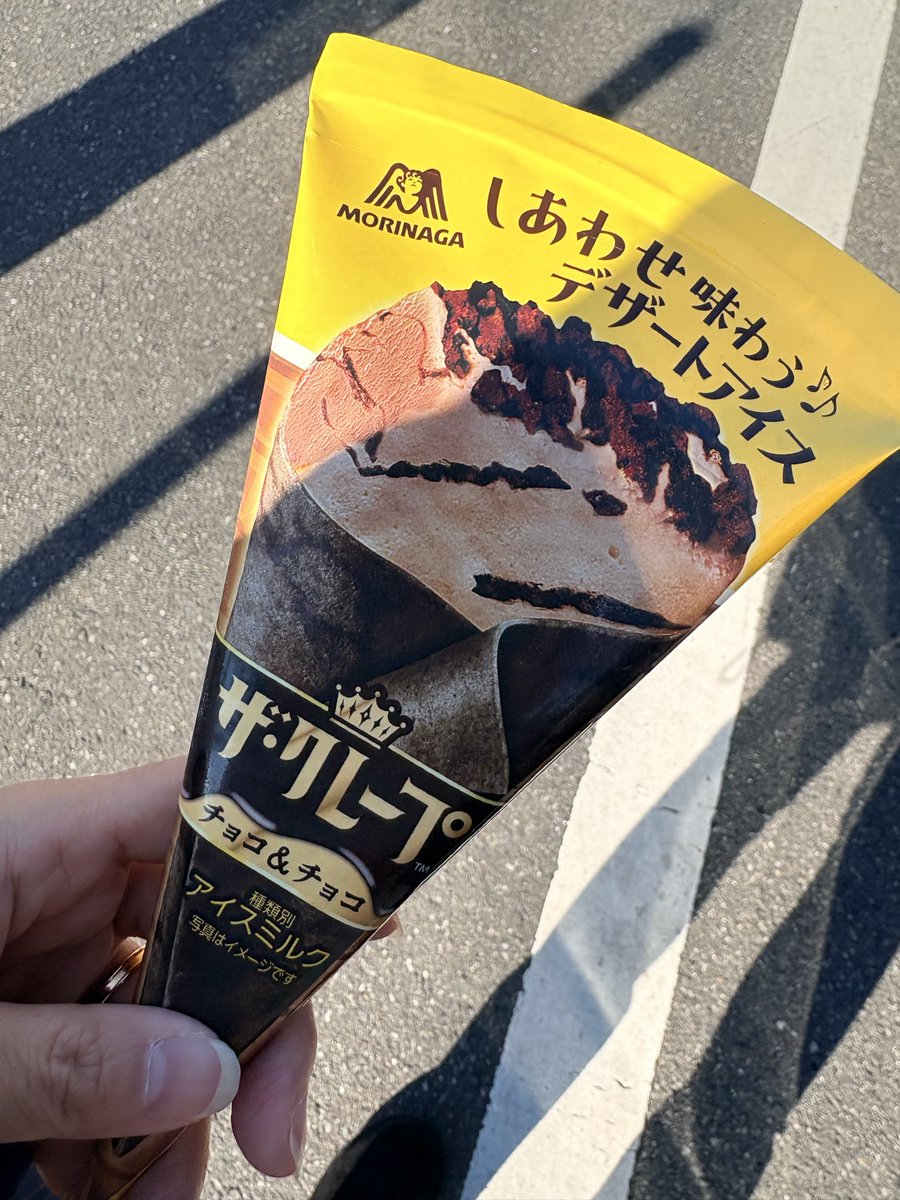 MORINAGA
しあわせ味わう♪♪
デザートアイス
ザ・クレープ™
チョコ&チョコ
種類別
アイスミルク
写真はイメージです